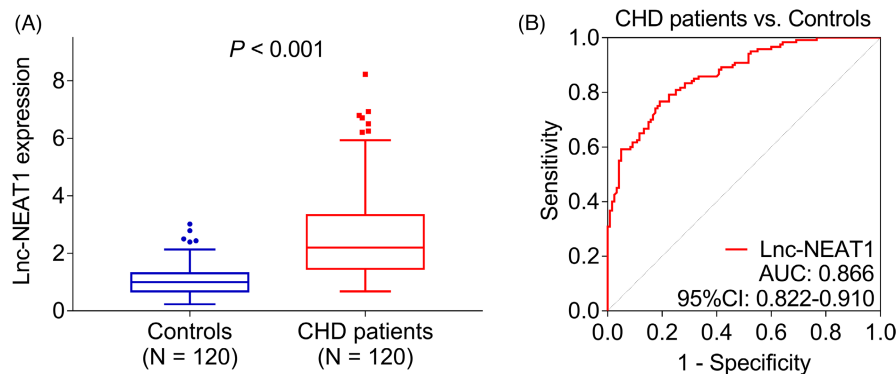 (A)
P < 0.001
Lnc-NEAT1 expression
8
6
4
2
0
Controls
(N = 120)
CHD patients
(N = 120)
(B)
CHD patients vs. Controls
Sensitivity
1.0
0.8
0.6
0.4
0.2
0.0
Lnc-NEAT1
AUC: 0.866
95%CI: 0.822-0.910
0.0 0.2 0.4 0.6 0.8 1.0
1 - Specificity